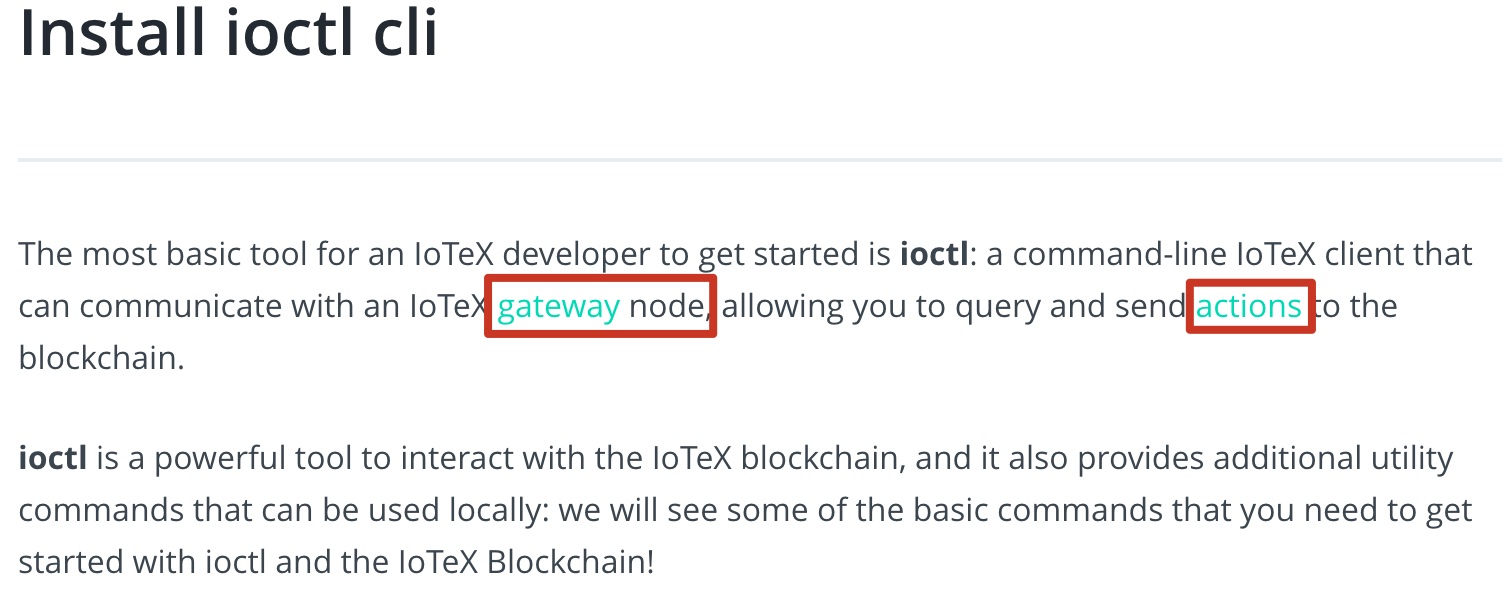 Install ioctl cli
The most basic tool for an IoTeX developer to get started is ioctl: a command-line IoTeX client that
can communicate with an IoTeX gateway node, allowing you to query and send actions to the
blockchain.
ioctl is a powerful tool to interact with the IoTeX blockchain, and it also provides additional utility
commands that can be used locally: we will see some of the basic commands that you need to get
started with ioctl and the IoTeX Blockchain!